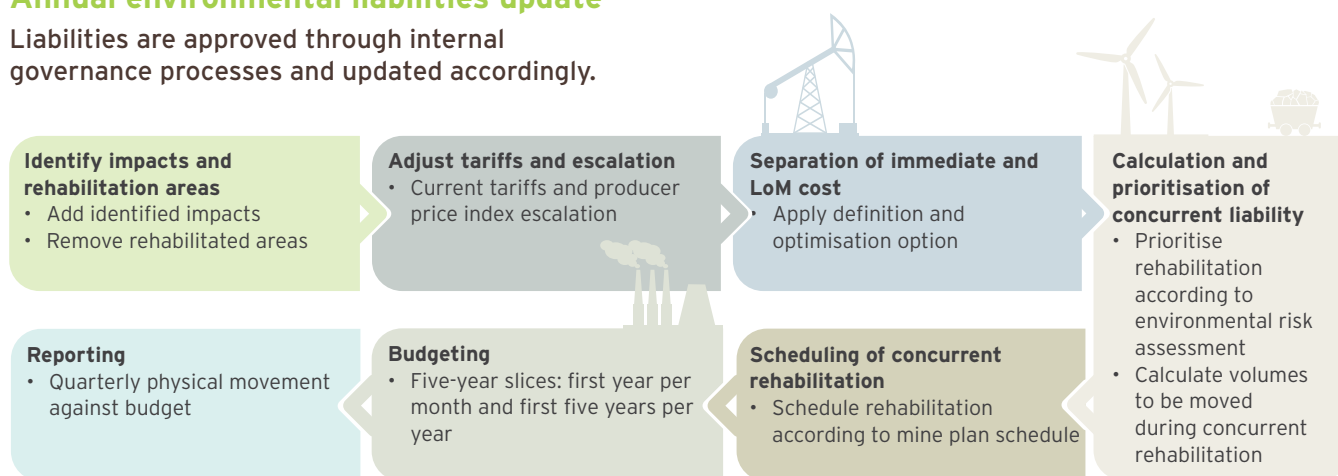 Annual environmental liabilities update
Liabilities are approved through internal
governance processes and updated accordingly.
Identify impacts and
rehabilitation areas
• Add identified impacts
• Remove rehabilitated areas
Adjust tariffs and escalation
• Current tariffs and producer
price index escalation
Separation of immediate and
LoM cost
• Apply definition and
optimisation option
Calculation and
prioritisation of
concurrent liability
• Prioritise
rehabilitation
according to
environmental risk
assessment
• Calculate volumes
to be moved
during concurrent
rehabilitation
Scheduling of concurrent
rehabilitation
• Schedule rehabilitation
according to mine plan schedule
Budgeting
• Five-year slices: first year per
month and first five years per
year
Reporting
• Quarterly physical movement
against budget